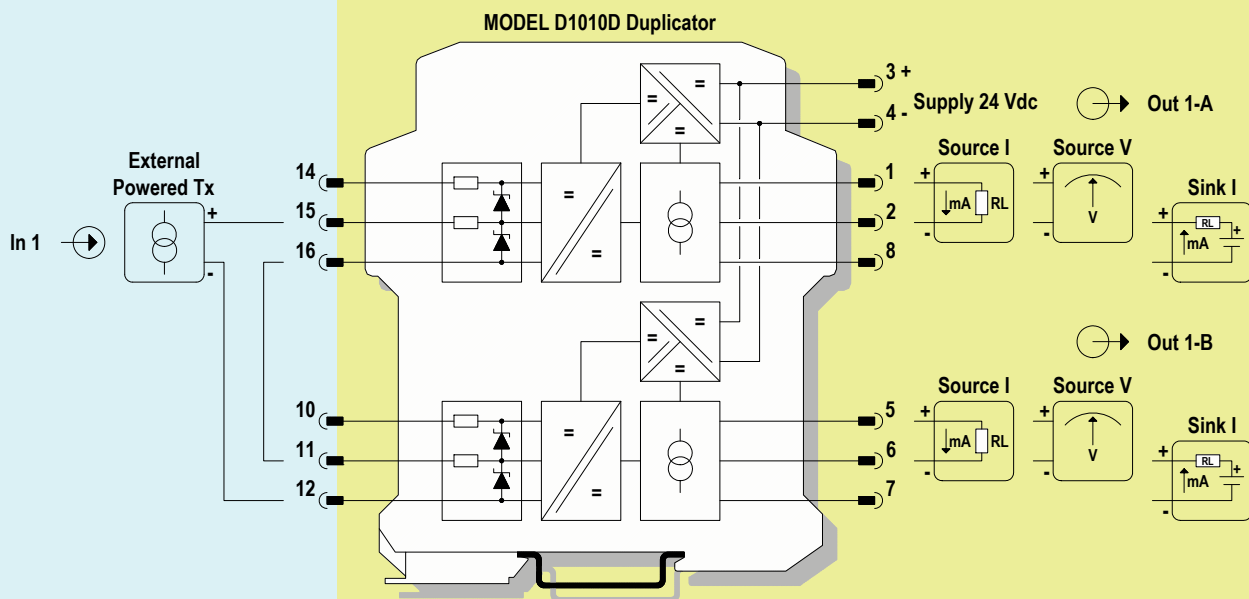 MODEL D1010D Duplicator
3 +
4 -
Supply 24 Vdc
Out 1-A
External
Powered Tx
In 1
+
-
14
15
16
=
=
=
=
=
1
2
8
Source I
+
-
mA
RL
Source V
+
-
V
Sink I
+
-
RL
mA
+
10
11
12
=
=
=
=
=
5
6
7
Out 1-B
Source I
+
-
mA
RL
Source V
+
-
V
Sink I
+
-
RL
mA
+